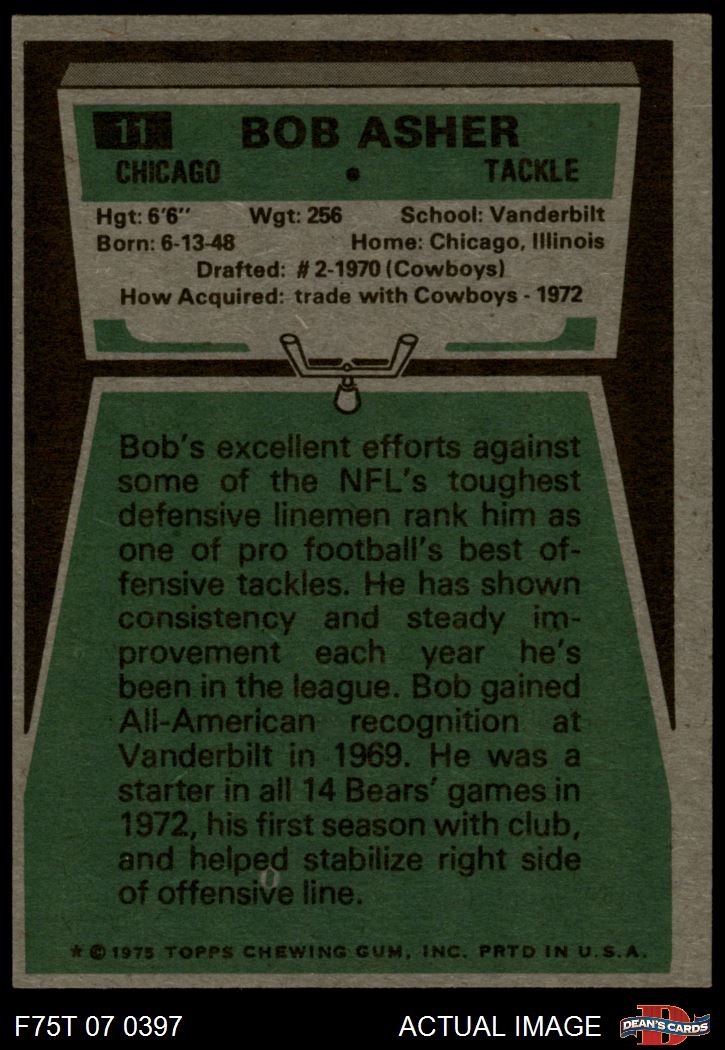 11 BOB ASHER
CHICAGO • TACKLE
Hgt: 6'6" Wgt: 256 School: Vanderbilt
Born: 6-13-48 Home: Chicago, Illinois
Drafted: #2-1970 (Cowboys)
How Acquired: trade with Cowboys - 1972
Bob's excellent efforts against
some of the NFL's toughest
defensive linemen rank him as
one of pro football's best of-
fensive tackles. He has shown
consistency and steady im-
provement each year he's
been in the league. Bob gained
All-American recognition at
Vanderbilt in 1969. He was a
starter in all 14 Bears' games in
1972, his first season with club,
and helped stabilize right side
of offensive line.
* © 1975 TOPPS CHEWING GUM, INC. PRTD IN U.S.A.
F75T 07 0397 ACTUAL IMAGE D DEAN'S CARDS